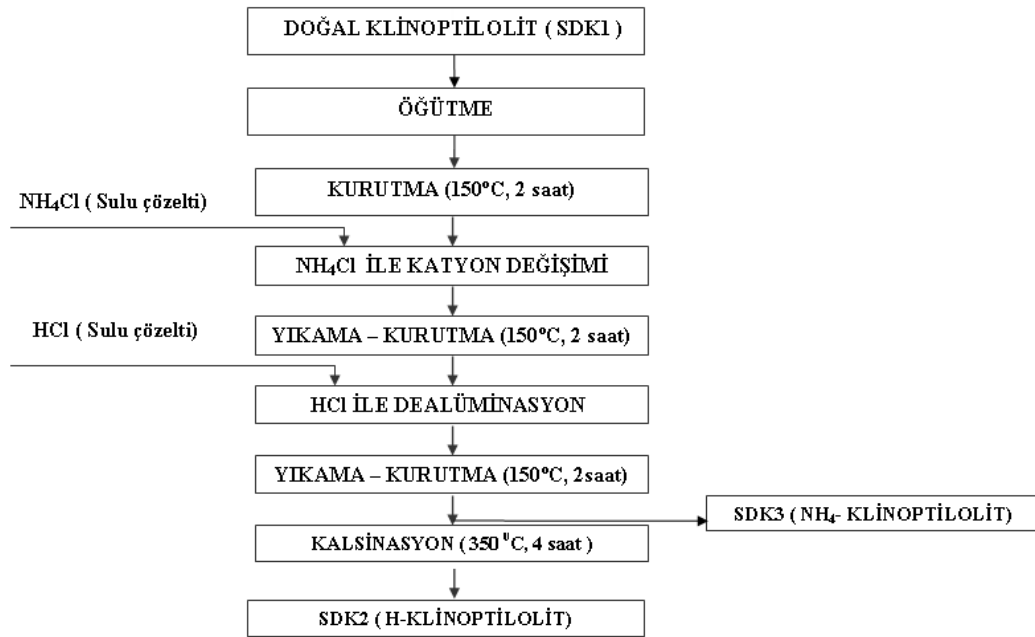 DOĞAL KLİNOPTİLOLİT ( SDK1 )
ÖĞÜTME
KURUTMA (150°C, 2 saat)
NH₄Cl ( Sulu çözelti)
NH₄Cl İLE KATYON DEĞİŞİMİ
YIKAMA – KURUTMA (150°C, 2 saat)
HCl ( Sulu çözelti)
HCl İLE DEALÜMİNASYON
YIKAMA – KURUTMA (150°C, 2saat)
SDK3 ( NH₄- KLİNOPTİLOLİT)
KALSİNASYON ( 350 ⁰C, 4 saat )
SDK2 ( H-KLİNOPTİLOLİT)